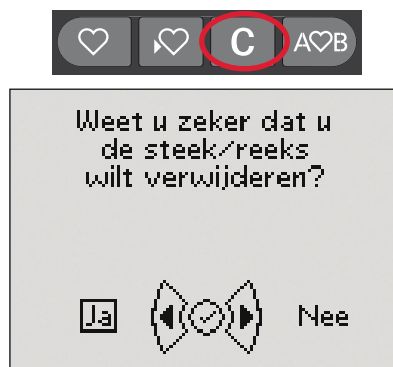 C A♡B
Weet u zeker dat u
de steek/reeks
wilt verwijderen?
Ja Nee